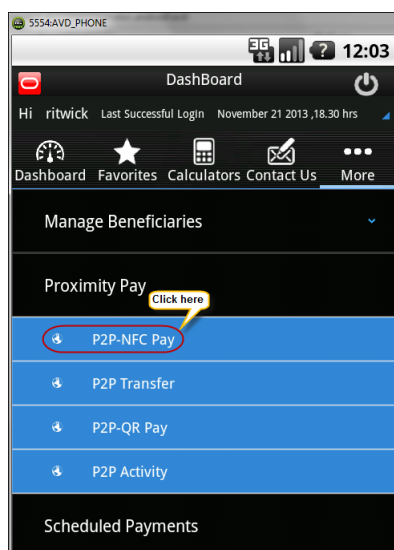 5554:AVD_PHONE
3G 12:03
DashBoard
Hi ritwick Last Successful LogIn November 21 2013 ,18.30 hrs
Dashboard Favorites Calculators Contact Us More
Manage Beneficiaries
Proximity Pay
Click here
P2P-NFC Pay
P2P Transfer
P2P-QR Pay
P2P Activity
Scheduled Payments